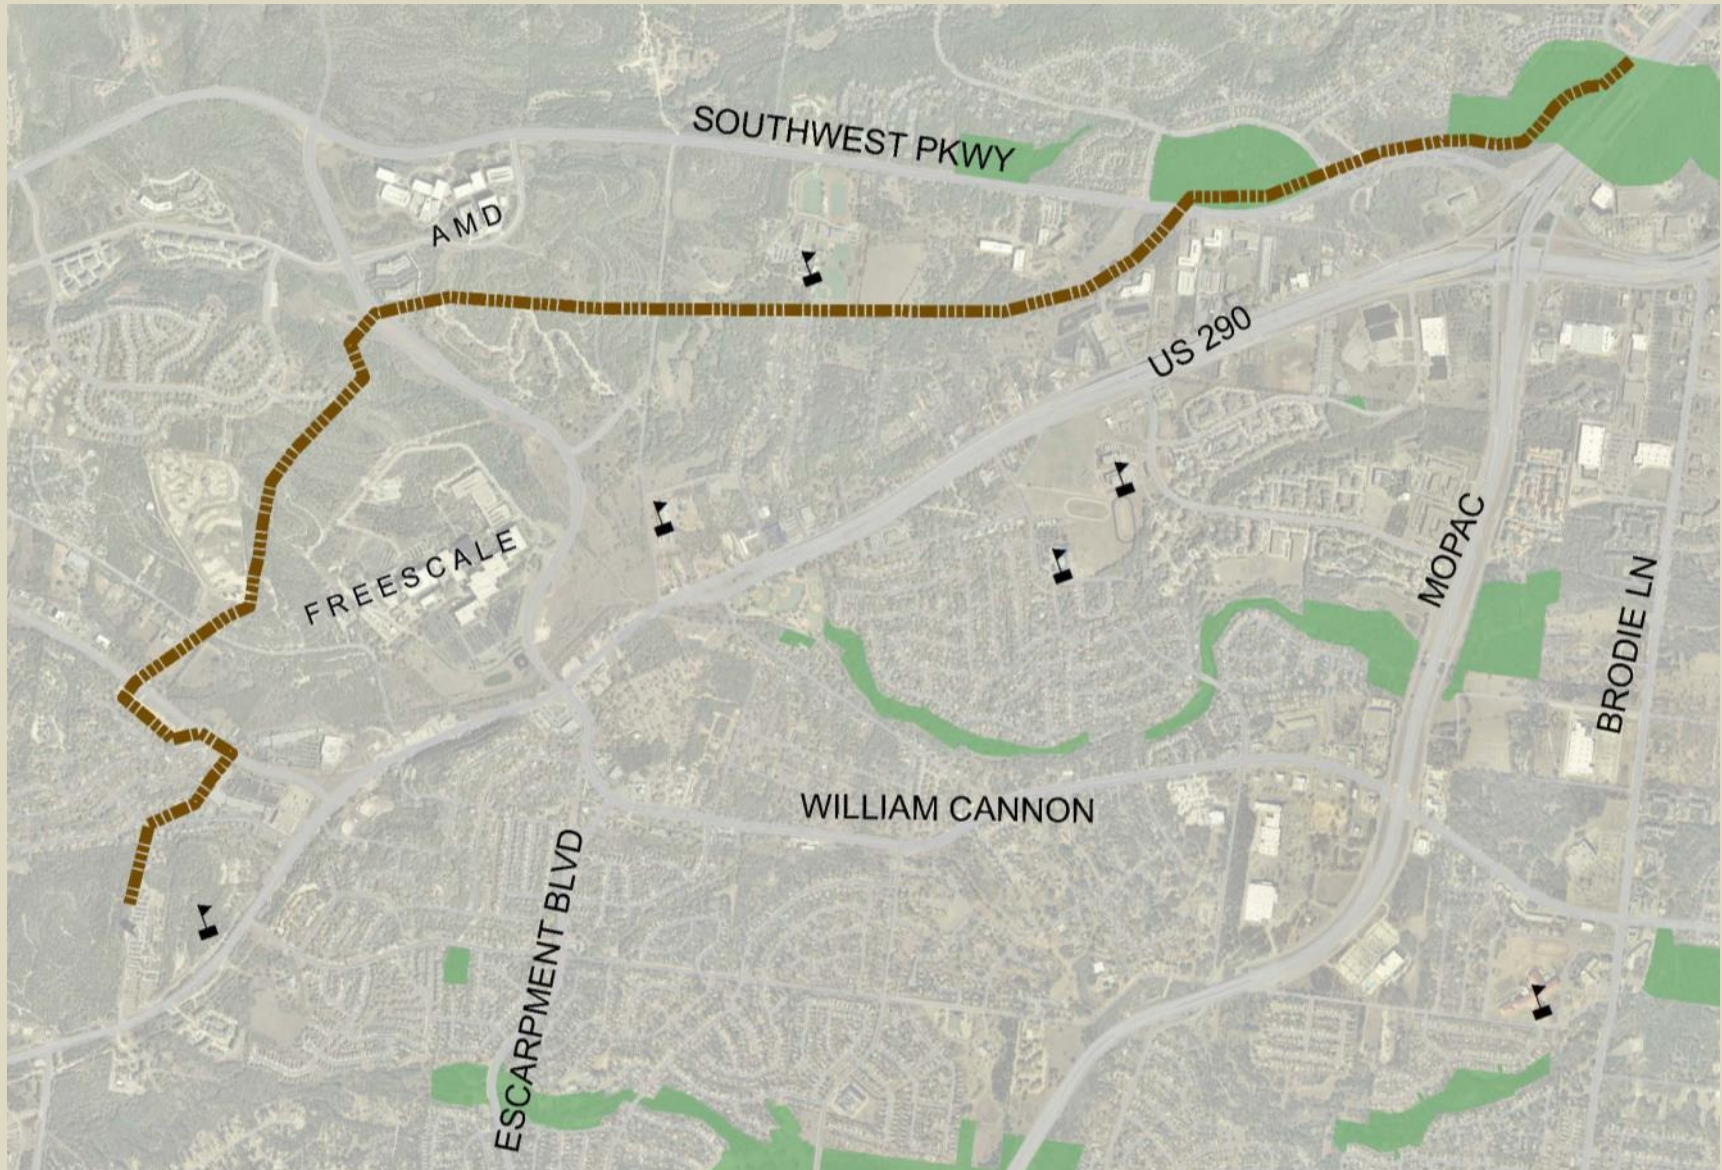 SOUTHWEST PKWY
AMD
US 290
FREESCALE
MOPAC
BRODIE LN
WILLIAM CANNON
ESCARPMENT BLVD